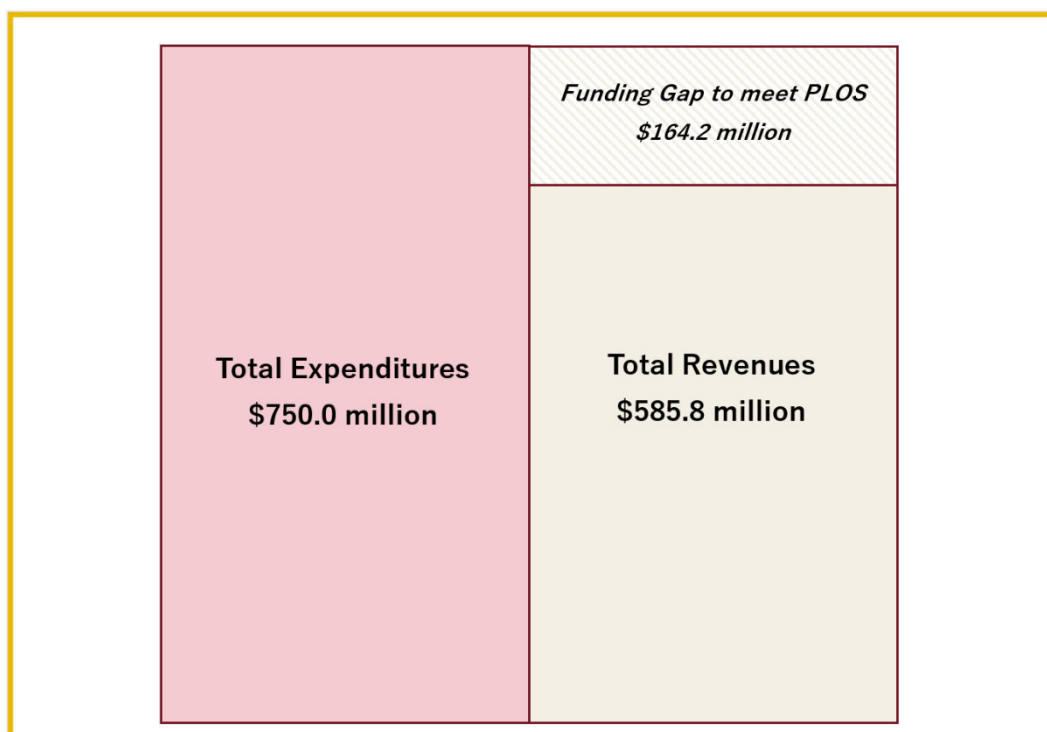 Funding Gap to meet PLOS
$164.2 million
Total Expenditures
$750.0 million
Total Revenues
$585.8 million